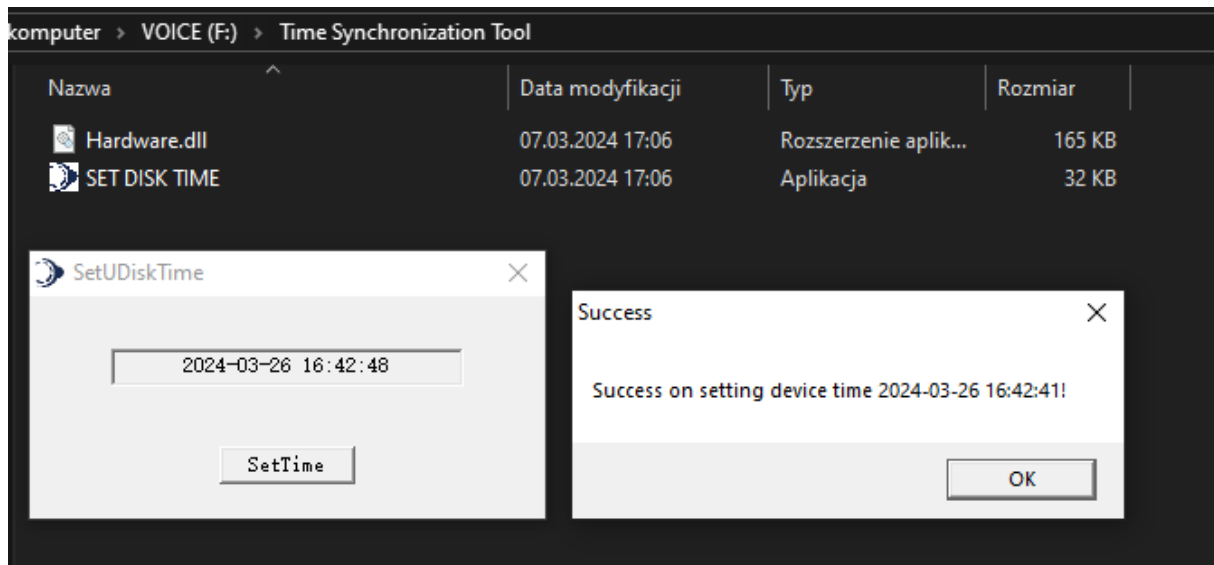 komputer > VOICE (F:) > Time Synchronization Tool
Nazwa Data modyfikacji Typ Rozmiar
Hardware.dll 07.03.2024 17:06 Rozszerzenie aplik... 165 KB
SET DISK TIME 07.03.2024 17:06 Aplikacja 32 KB
SetUDiskTime
2024-03-26 16:42:48
SetTime
Success
Success on setting device time 2024-03-26 16:42:41!
OK